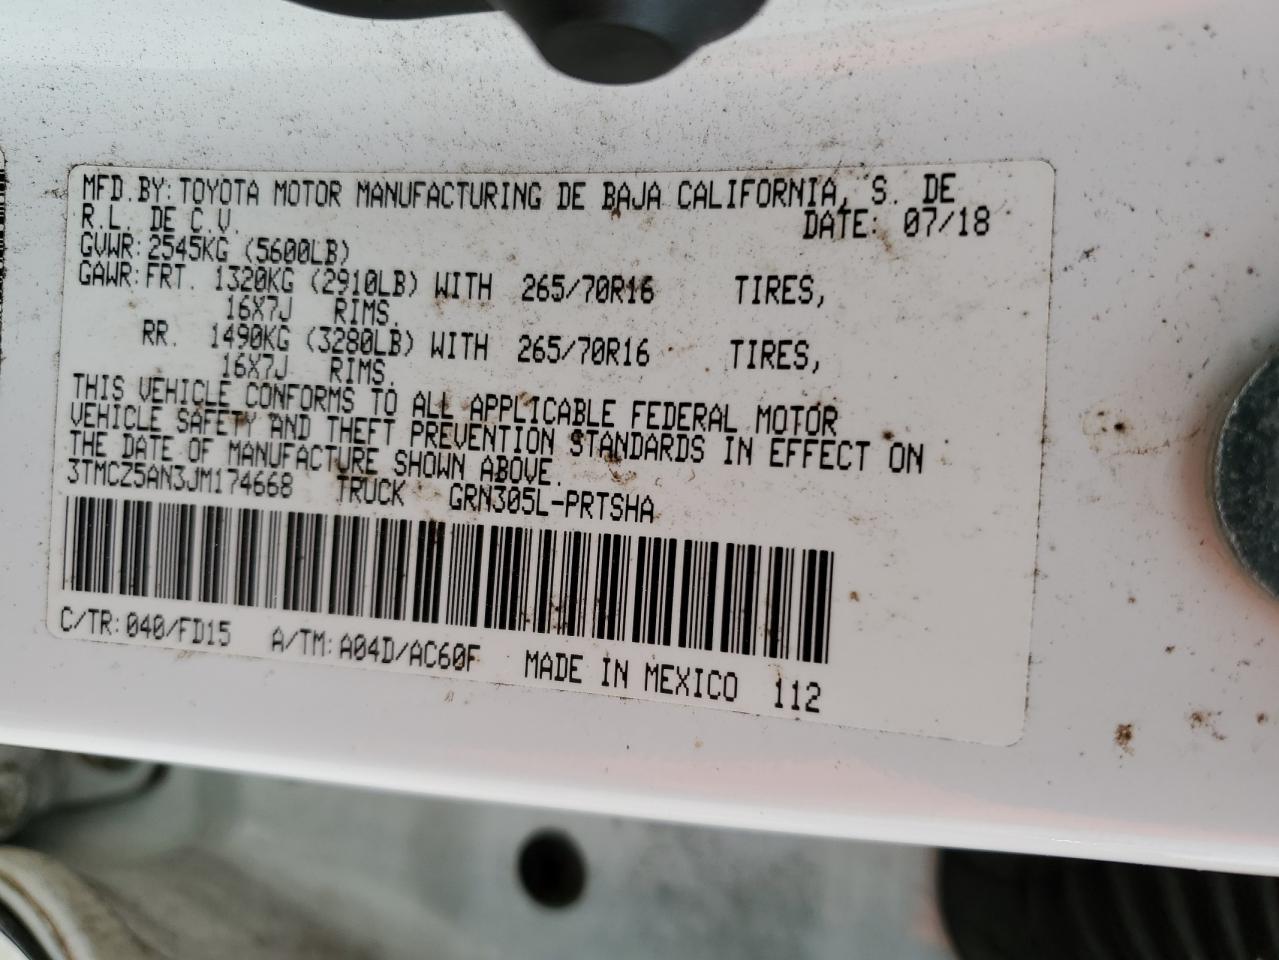 MFD.BY: TOYOTA MOTOR MANUFACTURING DE BAJA CALIFORNIA, S. DE
R.L. DE C.V. DATE: 07/18
GVWR: 2545KG (5600LB)
GAWR: FRT. 1320KG (2910LB) WITH 265/70R16 TIRES,
16X7J RIMS,
RR. 1490KG (3280LB) WITH 265/70R16 TIRES,
16X7J RIMS.
THIS VEHICLE CONFORMS TO ALL APPLICABLE FEDERAL MOTOR
VEHICLE SAFETY AND THEFT PREVENTION STANDARDS IN EFFECT ON
THE DATE OF MANUFACTURE SHOWN ABOVE.
3TMCZ5AN3JM174668 TRUCK GRN305L-PRTSHA
C/TR: 040/FD15 A/TM: A04D/AC60F MADE IN MEXICO 112